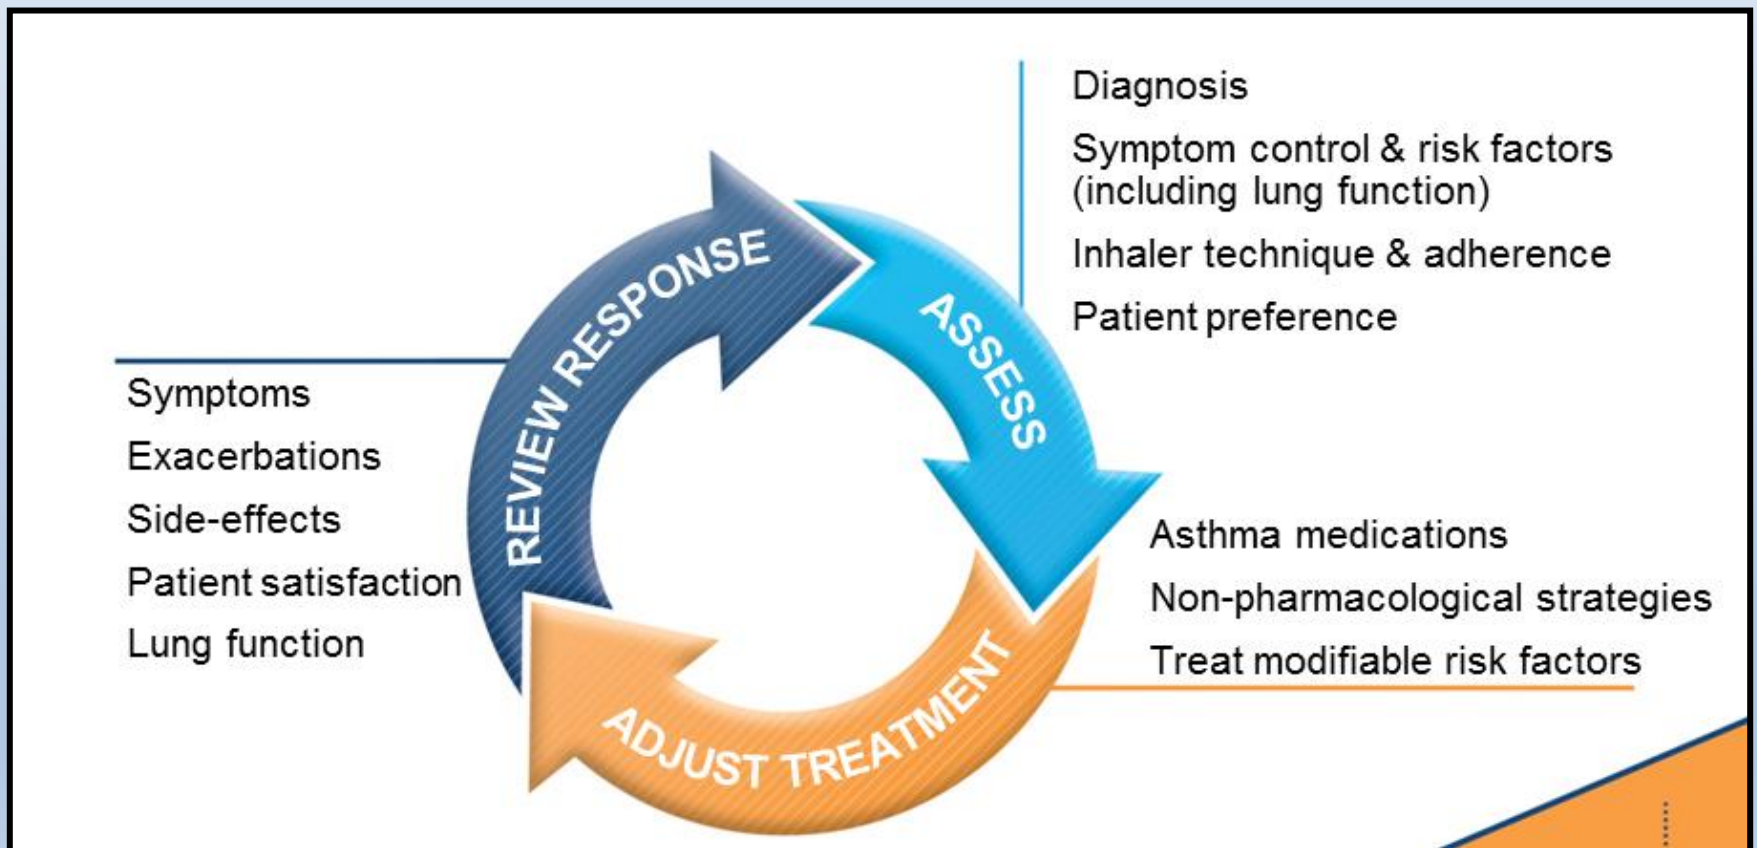 Diagnosis
Symptom control & risk factors
(including lung function)
Inhaler technique & adherence
Patient preference
REVIEW RESPONSE
ASSESS
Symptoms
Exacerbations
Side-effects
Patient satisfaction
Lung function
Asthma medications
Non-pharmacological strategies
Treat modifiable risk factors
ADJUST TREATMENT